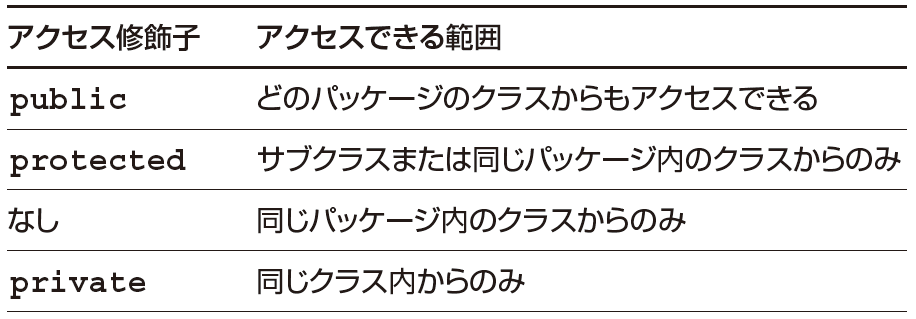 アクセス修飾子 アクセスできる範囲
public どのパッケージのクラスからもアクセスできる
protected サブクラスまたは同じパッケージ内のクラスからのみ
なし 同じパッケージ内のクラスからのみ
private 同じクラス内からのみ